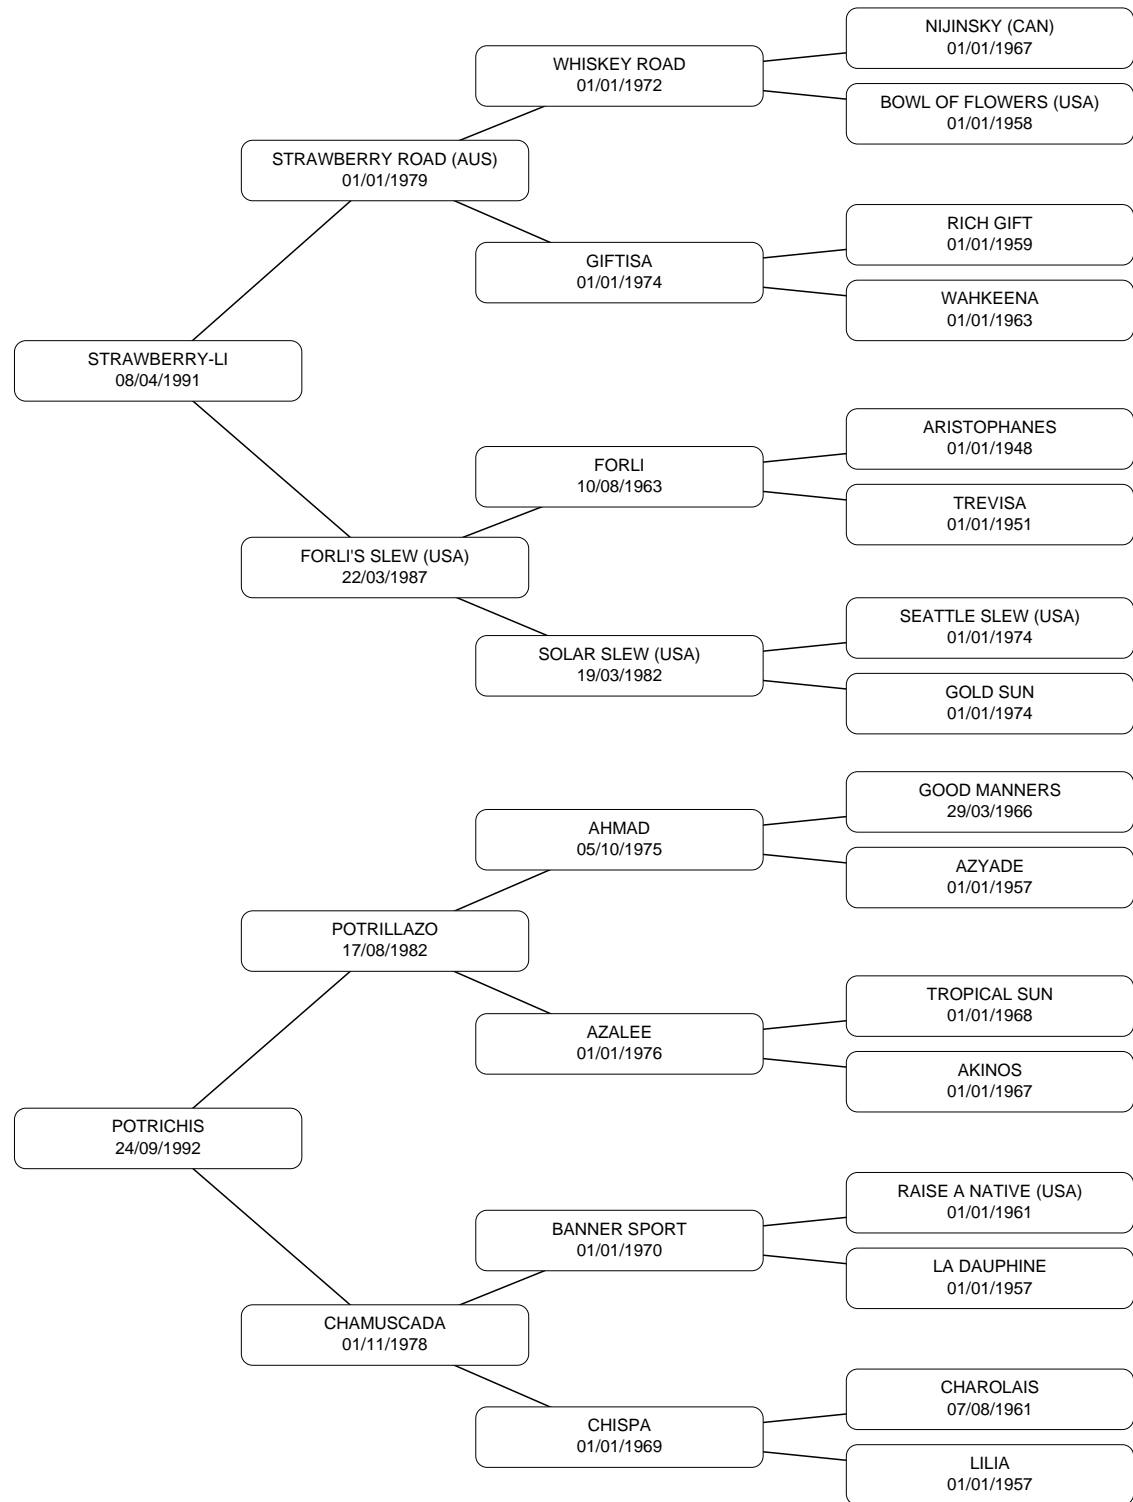 NIJINSKY (CAN)
01/01/1967
WHISKEY ROAD
01/01/1972
BOWL OF FLOWERS (USA)
01/01/1958
STRAWBERRY ROAD (AUS)
01/01/1979
RICH GIFT
01/01/1959
GIFTISA
01/01/1974
WAHKEENA
01/01/1963
STRAWBERRY-LI
08/04/1991
ARISTOPHANES
01/01/1948
FORLI
10/08/1963
TREVISA
01/01/1951
FORLI'S SLEW (USA)
22/03/1987
SEATTLE SLEW (USA)
01/01/1974
SOLAR SLEW (USA)
19/03/1982
GOLD SUN
01/01/1974
GOOD MANNERS
29/03/1966
AHMAD
05/10/1975
AZYADE
01/01/1957
POTRILLAZO
17/08/1982
TROPICAL SUN
01/01/1968
AZALEE
01/01/1976
AKINOS
01/01/1967
POTRICHIS
24/09/1992
RAISE A NATIVE (USA)
01/01/1961
BANNER SPORT
01/01/1970
LA DAUPHINE
01/01/1957
CHAMUSCADA
01/11/1978
CHAROLAIS
07/08/1961
CHISPA
01/01/1969
LILIA
01/01/1957